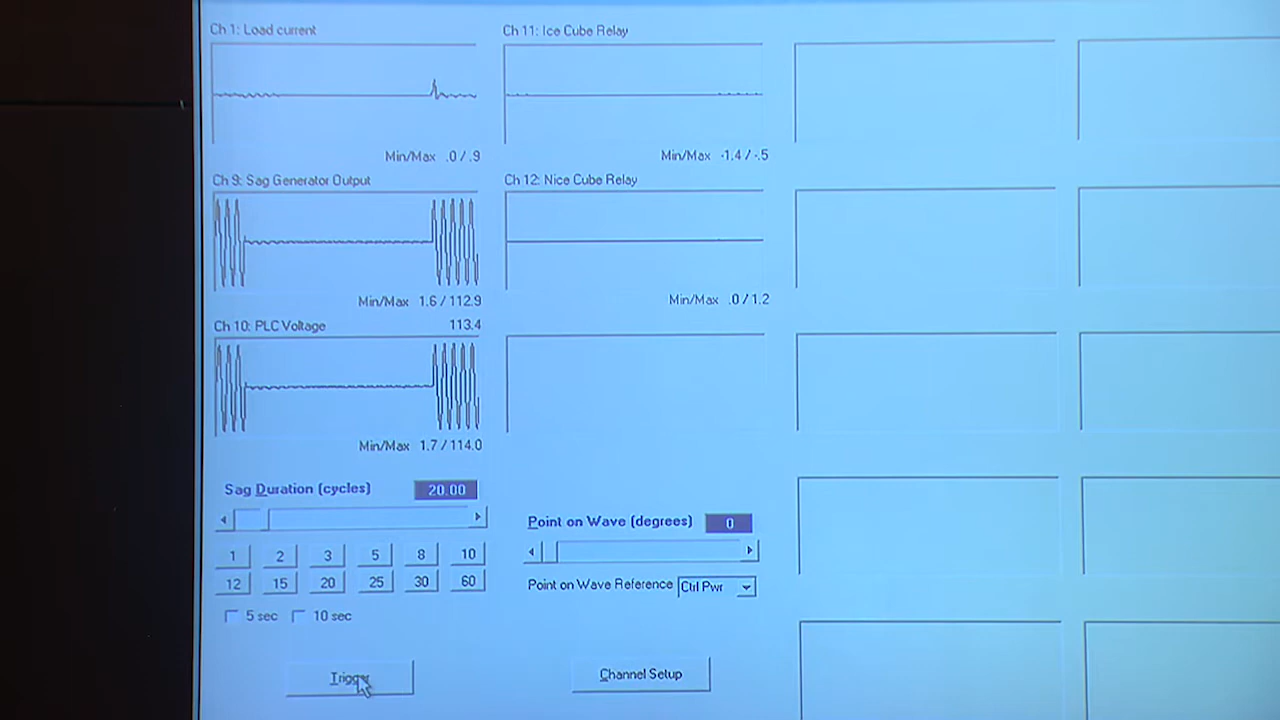 Ch 1: Load current
Min/Max .0 / .9
Ch 9: Sag Generator Output
Min/Max 1.6 / 112.9
Ch 10: PLC Voltage 113.4
Min/Max 1.7 / 114.0
Ch 11: Ice Cube Relay
Min/Max -1.4 / -.5
Ch 12: Nice Cube Relay
Min/Max .0 / 1.2
Sag Duration (cycles) 20.00
1 2 3 5 8 10
12 15 20 25 30 60
5 sec 10 sec
Trigger
Point on Wave (degrees) 0
Point on Wave Reference Ctrl Pwr
Channel Setup